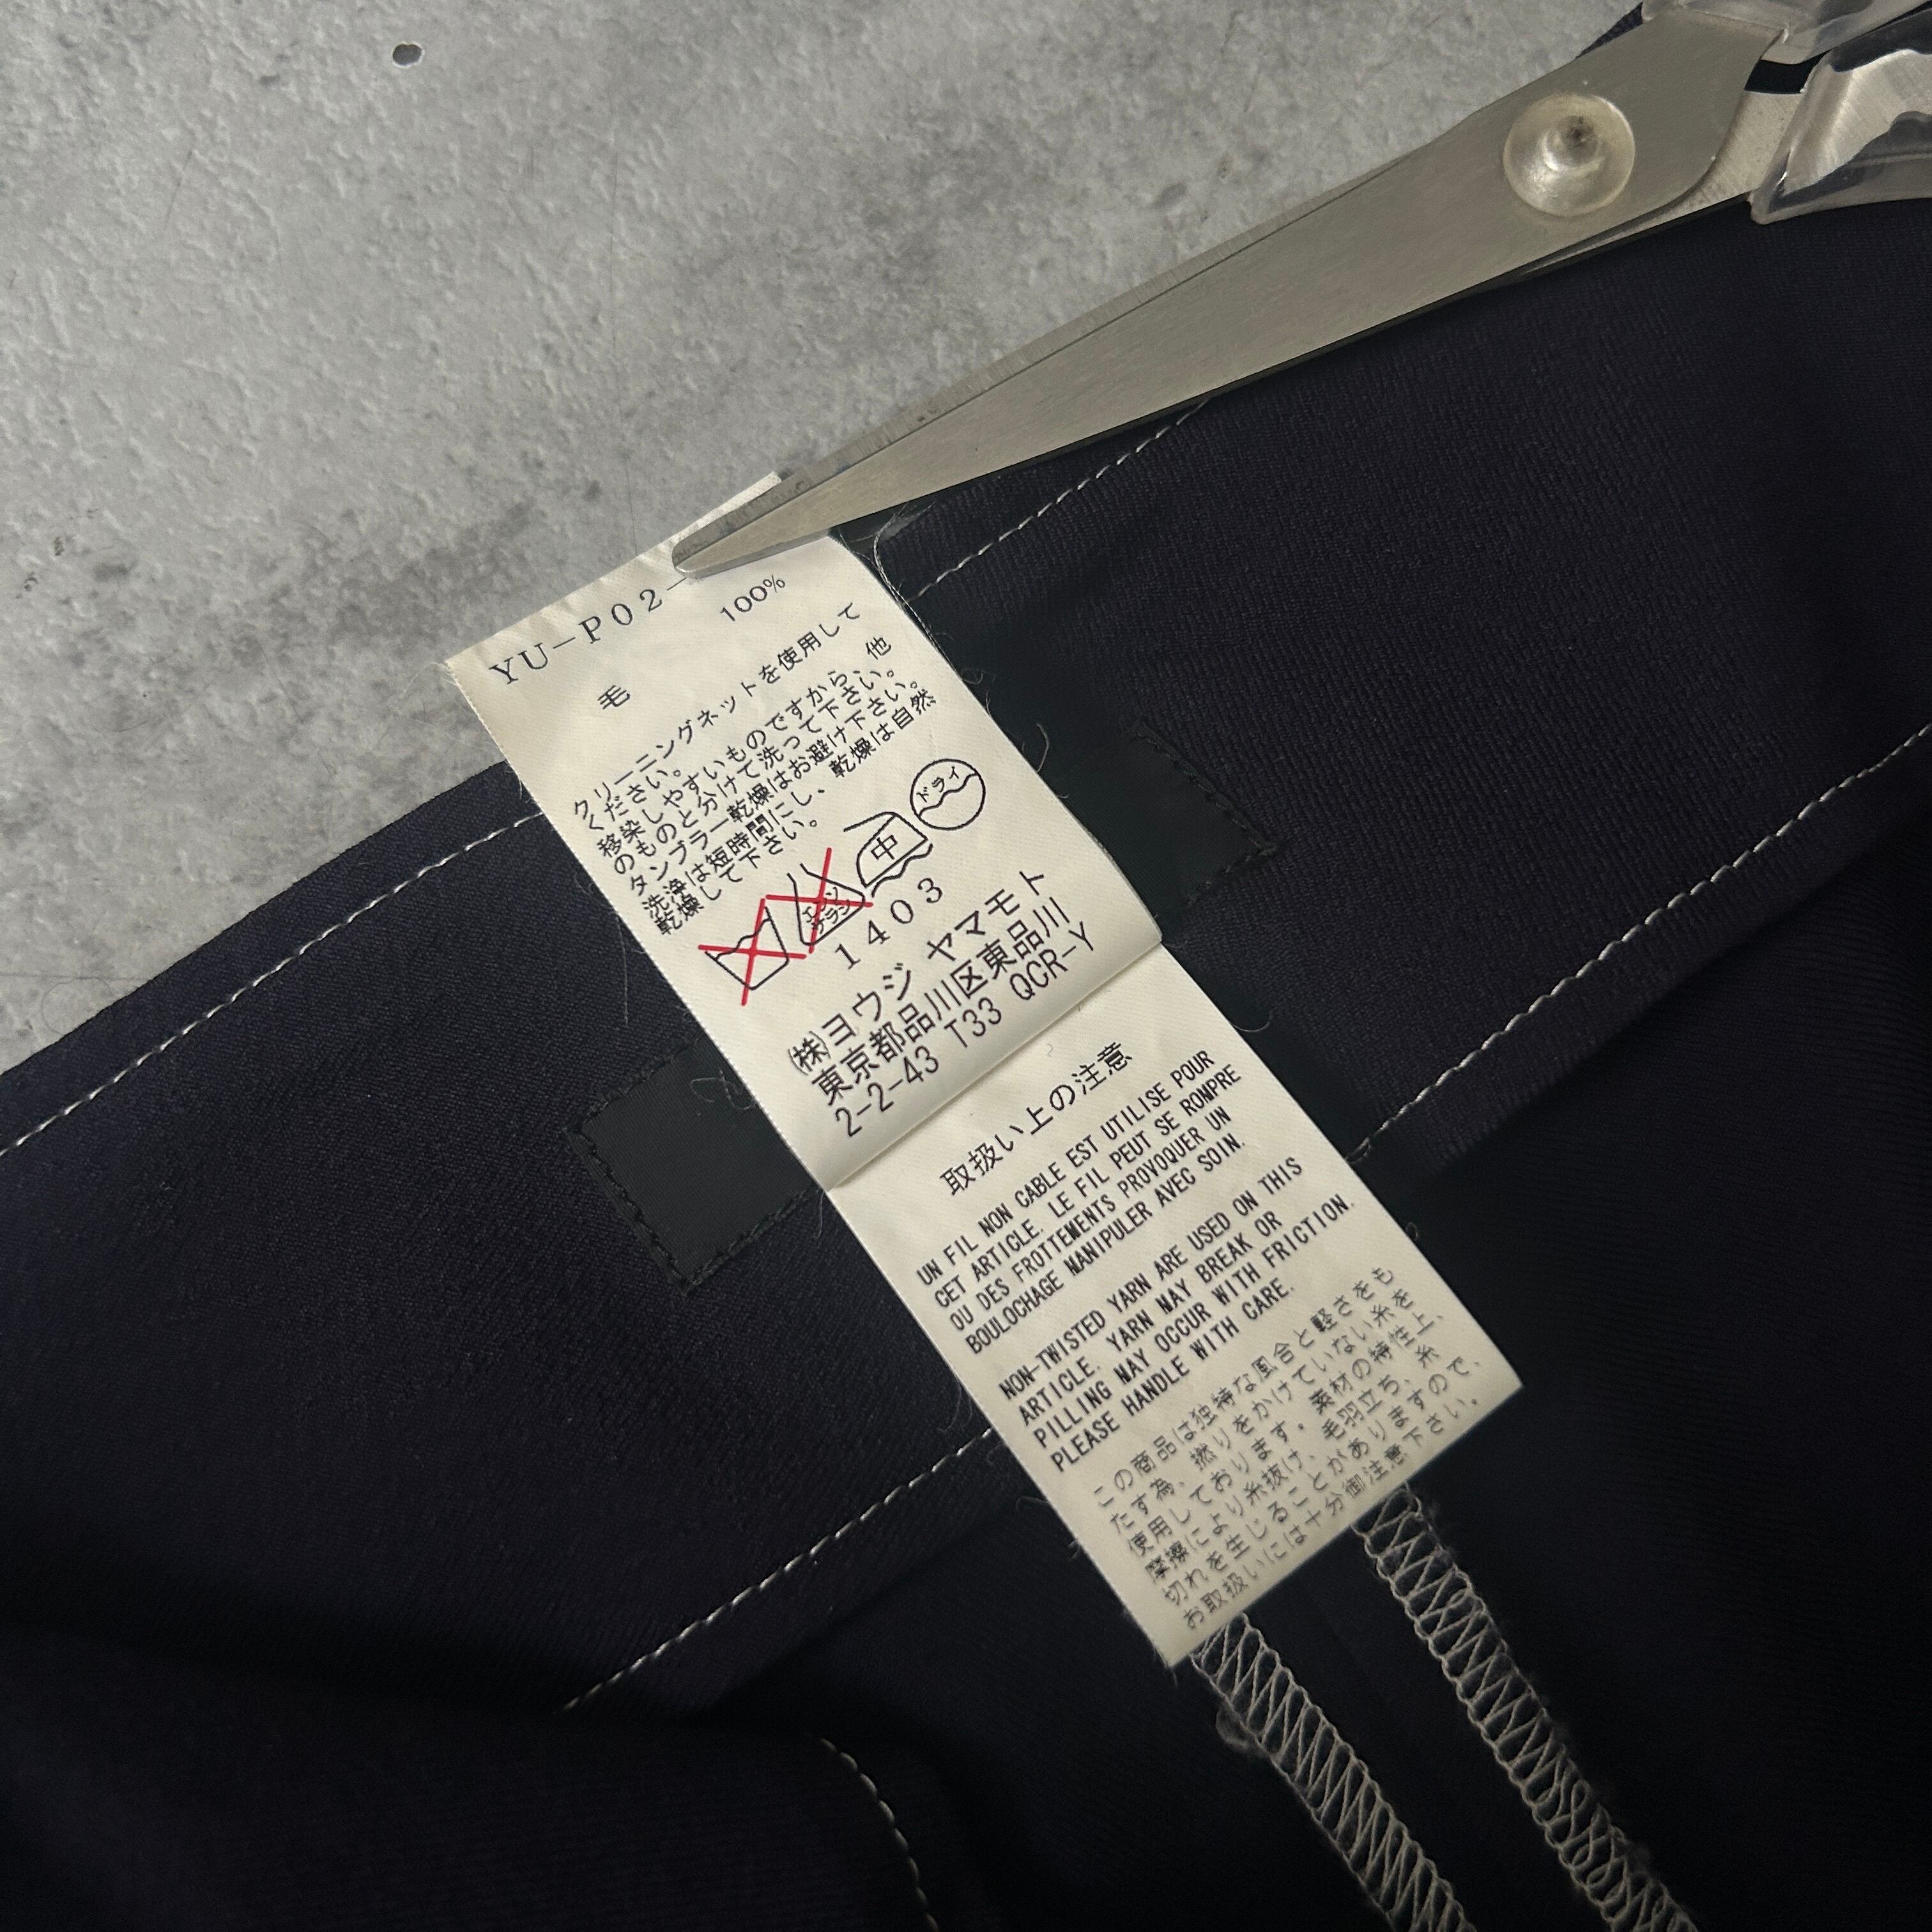 YU-P02-
毛 100%
クリーニングネットを使用して
ください。
移染しやすいものですから、他
のものと分けて洗って下さい。
タンブラー乾燥はお避け下さい。
洗浄は短時間にし、乾燥は自然
乾燥して下さい。
エンソ
サラシ
中
ドライ
1403
㈱ヨウジ ヤマモト
東京都品川区東品川
2-2-43 T33 QCR-Y
取扱い上の注意
UN FIL NON CABLE EST UTILISE POUR
CET ARTICLE. LE FIL PEUT SE ROMPRE
OU DES FROTTEMENTS PROVOQUER UN
BOULOCHAGE MANIPULER AVEC SOIN.
NON-TWISTED YARN ARE USED ON THIS
ARTICLE. YARN MAY BREAK OR
PILLING MAY OCCUR WITH FRICTION.
PLEASE HANDLE WITH CARE.
この商品は独特な風合と軽さをも
たす為、撚りをかけていない糸を
使用しております。素材の特性上、
摩擦により糸抜け、毛羽立ち、糸
切れを生じることがありますので、
お取扱いには十分御注意下さい。